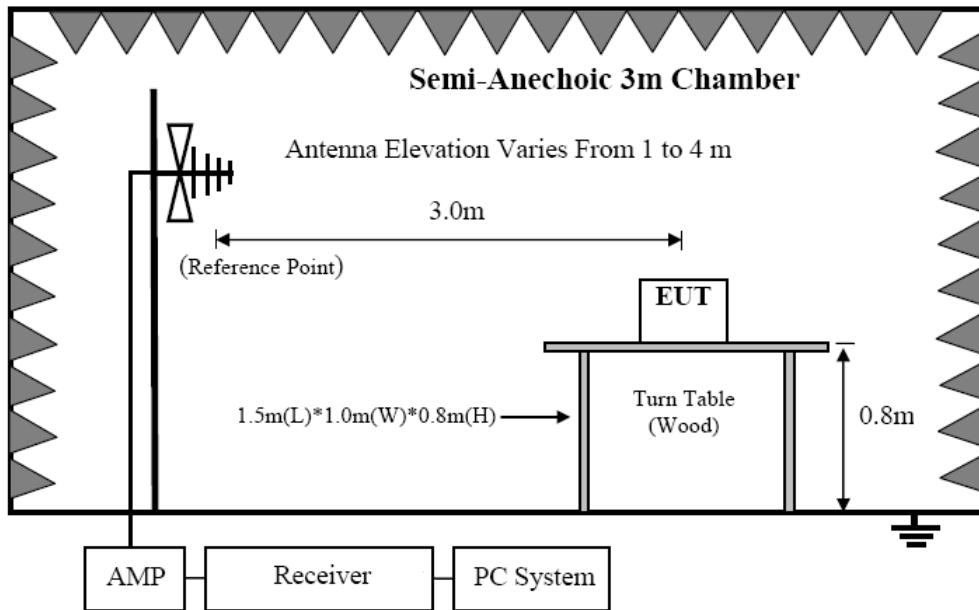 Semi-Anechoic 3m Chamber
Antenna Elevation Varies From 1 to 4 m
3.0m
(Reference Point)
EUT
1.5m(L)*1.0m(W)*0.8m(H)
Turn Table
(Wood)
0.8m
AMP
Receiver
PC System